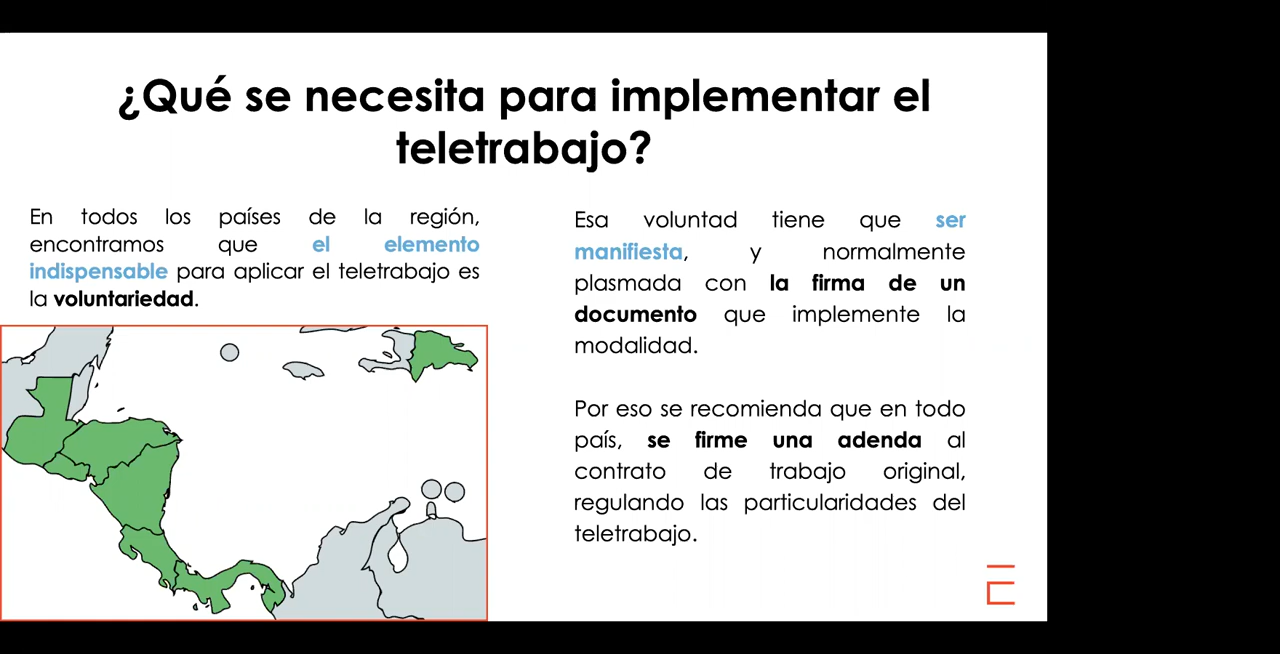 ¿Qué se necesita para implementar el
teletrabajo?
En todos los países de la región,
encontramos que el elemento
indispensable para aplicar el teletrabajo es
la voluntariedad.
Esa voluntad tiene que ser
manifiesta, y normalmente
plasmada con la firma de un
documento que implemente la
modalidad.
Por eso se recomienda que en todo
país, se firme una adenda al
contrato de trabajo original,
regulando las particularidades del
teletrabajo.